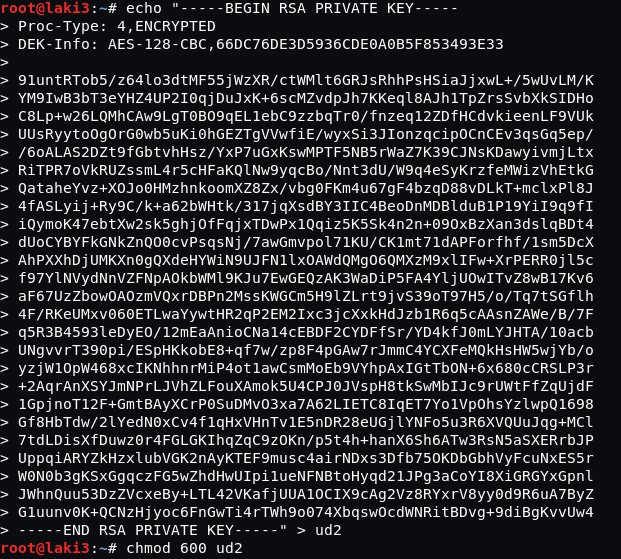 root@laki3:~# echo "-----BEGIN RSA PRIVATE KEY-----
> Proc-Type: 4,ENCRYPTED
> DEK-Info: AES-128-CBC,66DC76DE3D5936CDE0A0B5F853493E33
>
> 91untRTob5/z64lo3dtMF55jWzXR/ctWMlt6GRJsRhhPsHSiaJjxwL+/5wUvLM/K
> YM9IwB3bT3eYHZ4UP2I0qjDuJxK+6scMZvdpJh7KKeql8AJh1TpZrsSvbXkSIDHo
> C8Lp+w26LQMhCAw9LgT0BO9qEL1ebC9zzbqTr0/fnzeq12ZDfHCdvkieenLF9VUk
> UUsRyytoOgOrG0wb5uKi0hGEZTgVVwfiE/wyxSi3JIonzqcipOCnCEv3qsGq5ep/
> /6oALAS2DZt9fGbtvhHsz/YxP7uGxKswMPTF5NB5rWaZ7K39CJNsKDawyivmjLtx
> RiTPR7oVkRUZssmL4r5cHFaKQlNw9yqcBo/Nnt3dU/W9q4eSyKrzfeMWizVhEtkG
> QataheYvz+XOJo0HMzhnkoomXZ8Zx/vbg0FKm4u67gF4bzqD88vDLkT+mclxPl8J
> 4fASLyij+Ry9C/k+a62bWHtk/317jqXsdBY3IIC4BeoDnMDBlduB1P19YiI9q9fI
> iQymoK47ebtXw2sk5ghjOfFqjxTDwPx1Qqiz5K5Sk4n2n+09OxBzXan3dslqBDt4
> dUoCYBYFkGNkZnQO0cvPsqsNj/7awGmvpol71KU/CK1mt71dAPForfhf/1sm5DcX
> AhPXXhDjUMKXn0gQXdeHYWiN9UJFN1lxOAWdQMgO6QMXzM9xlIFw+XrPERR0jl5c
> f97YlNVydNnVZFNpAOkbWMl9KJu7EwGEQzAK3WaDiP5FA4YljUOwITvZ8wB17Kv6
> aF67UzZbowOAOzmVQxrDBPn2MssKWGCm5H9lZLrt9jvS39oT97H5/o/Tq7tSGflh
> 4F/RKeUMxv060ETLwaYywtHR2qP2EM2Ixc3jcXxkHdJzb1R6q5cAAsnZAWe/B/7F
> q5R3B4593leDyEO/12mEaAnioCNa14cEBDF2CYDFfSr/YD4kfJ0mLYJHTA/10acb
> UNgvvrT390pi/ESpHKkobE8+qf7w/zp8F4pGAw7rJmmC4YCXFeMQkHsHW5wjYb/o
> yzjW1OpW468xcIKNhhnrMiP4ot1awCsmMoEb9VYhpAxIGtTbON+6x680cCRSLP3r
> +2AqrAnXSYJmNPrLJVhZLFouXAmok5U4CPJ0JVspH8tkSwMbIJc9rUWtFfZqUjdF
> 1GpjnoT12F+GmtBAyXCrP0SuDMvO3xa7A62LIETC8IqET7Yo1VpOhsYzlwpQ1698
> Gf8HbTdw/2lYedN0xCv4f1qHxVHnTv1E5nDR28eUGjlYNFo5u3R6XVQUuJqg+MCl
> 7tdLDisXfDuwz0r4FGLGKIhqZqC9zOKn/p5t4h+hanX6Sh6ATw3RsN5aSXERrbJP
> UppqiARYZkHzxlubVGK2nAyKTEF9musc4airNDxs3Dfb75OKDbGbhVyFcuNxES5r
> W0N0b3gKSxGgqczFG5wZhdHwUIpi1ueNFNBtoHyqd21JPg3aCoYI8XiGRGYxGpnl
> JWhnQuu53DzZVcxeBy+LTL42VKafjUUA1OCIX9cAg2Vz8RYxrV8yy0d9R6uA7ByZ
> G1uunv0K+QCNzHjyoc6FnGwTi4rTWh9o074XbqswOcdWNRitBDvg+9diBgKvvUw4
> -----END RSA PRIVATE KEY-----" > ud2
root@laki3:~# chmod 600 ud2